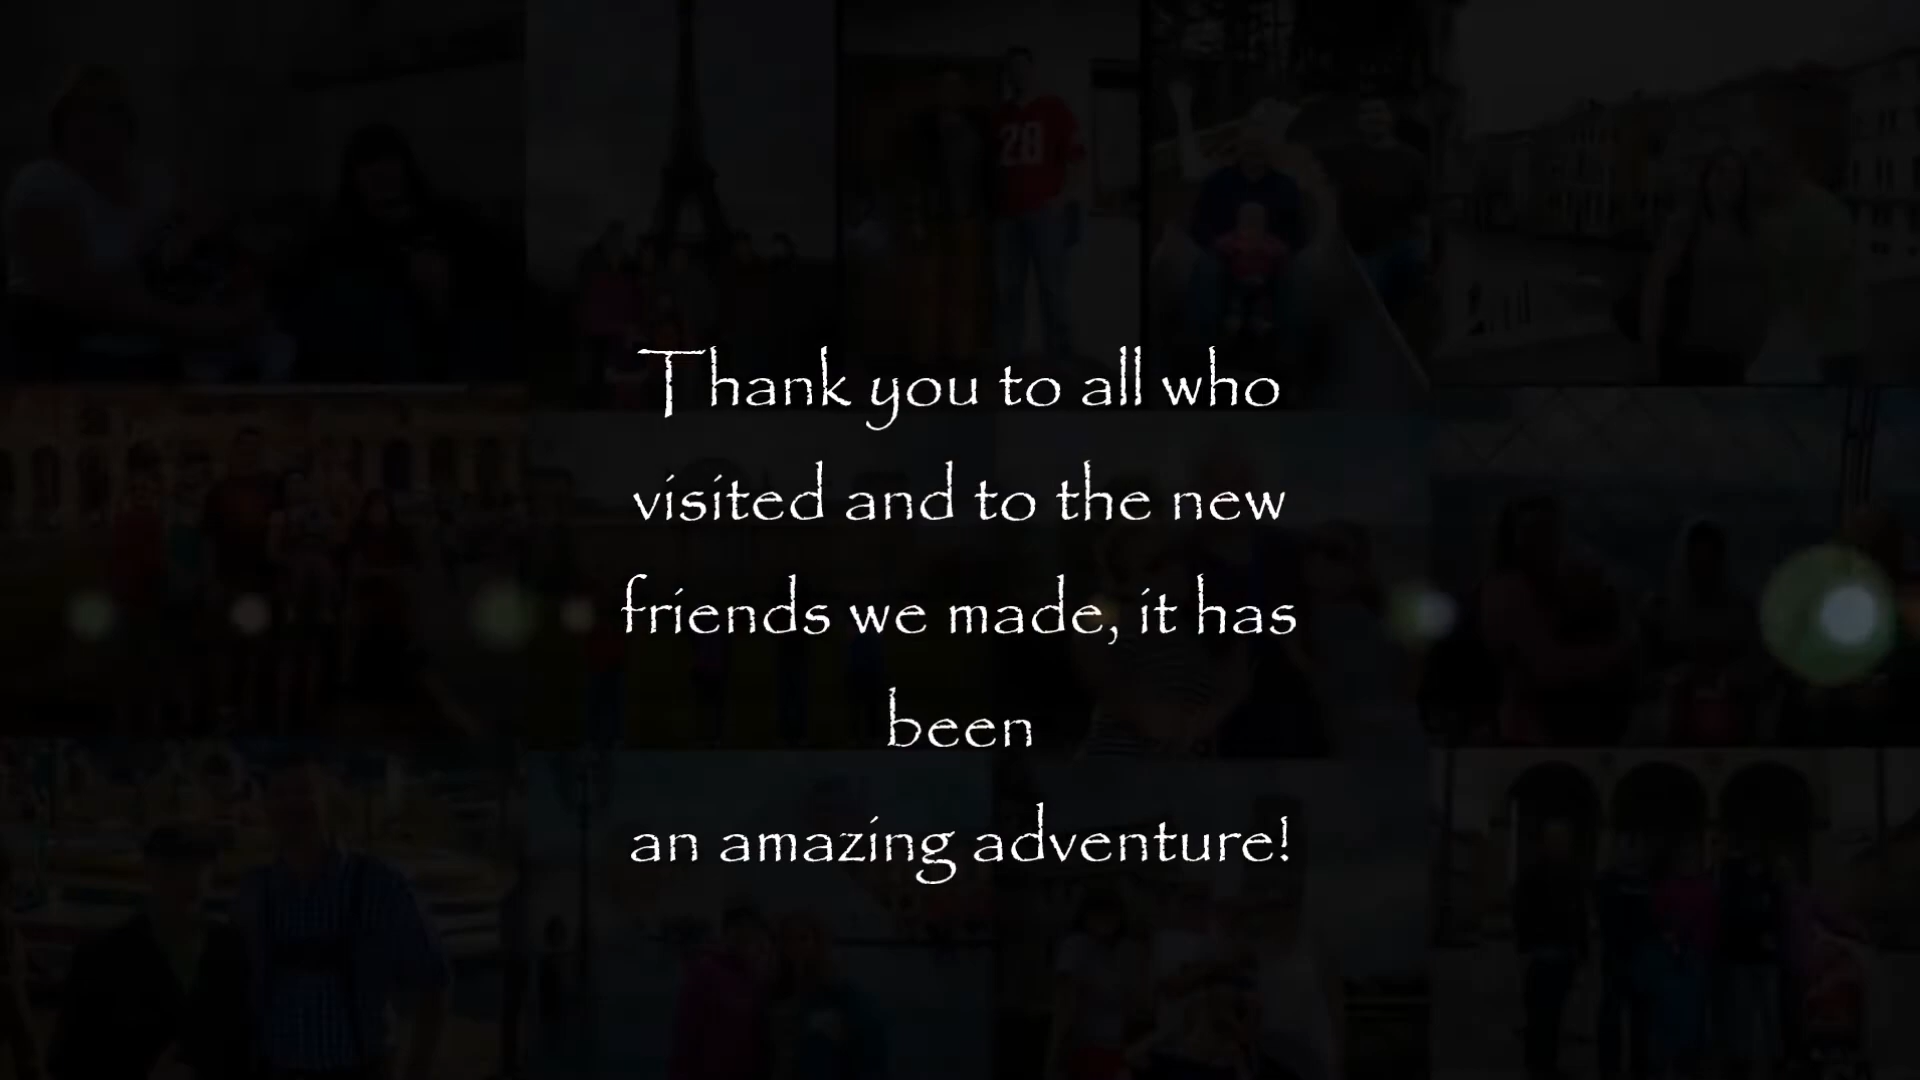 28
Thank you to all who
visited and to the new
friends we made, it has
been
an amazing adventure!